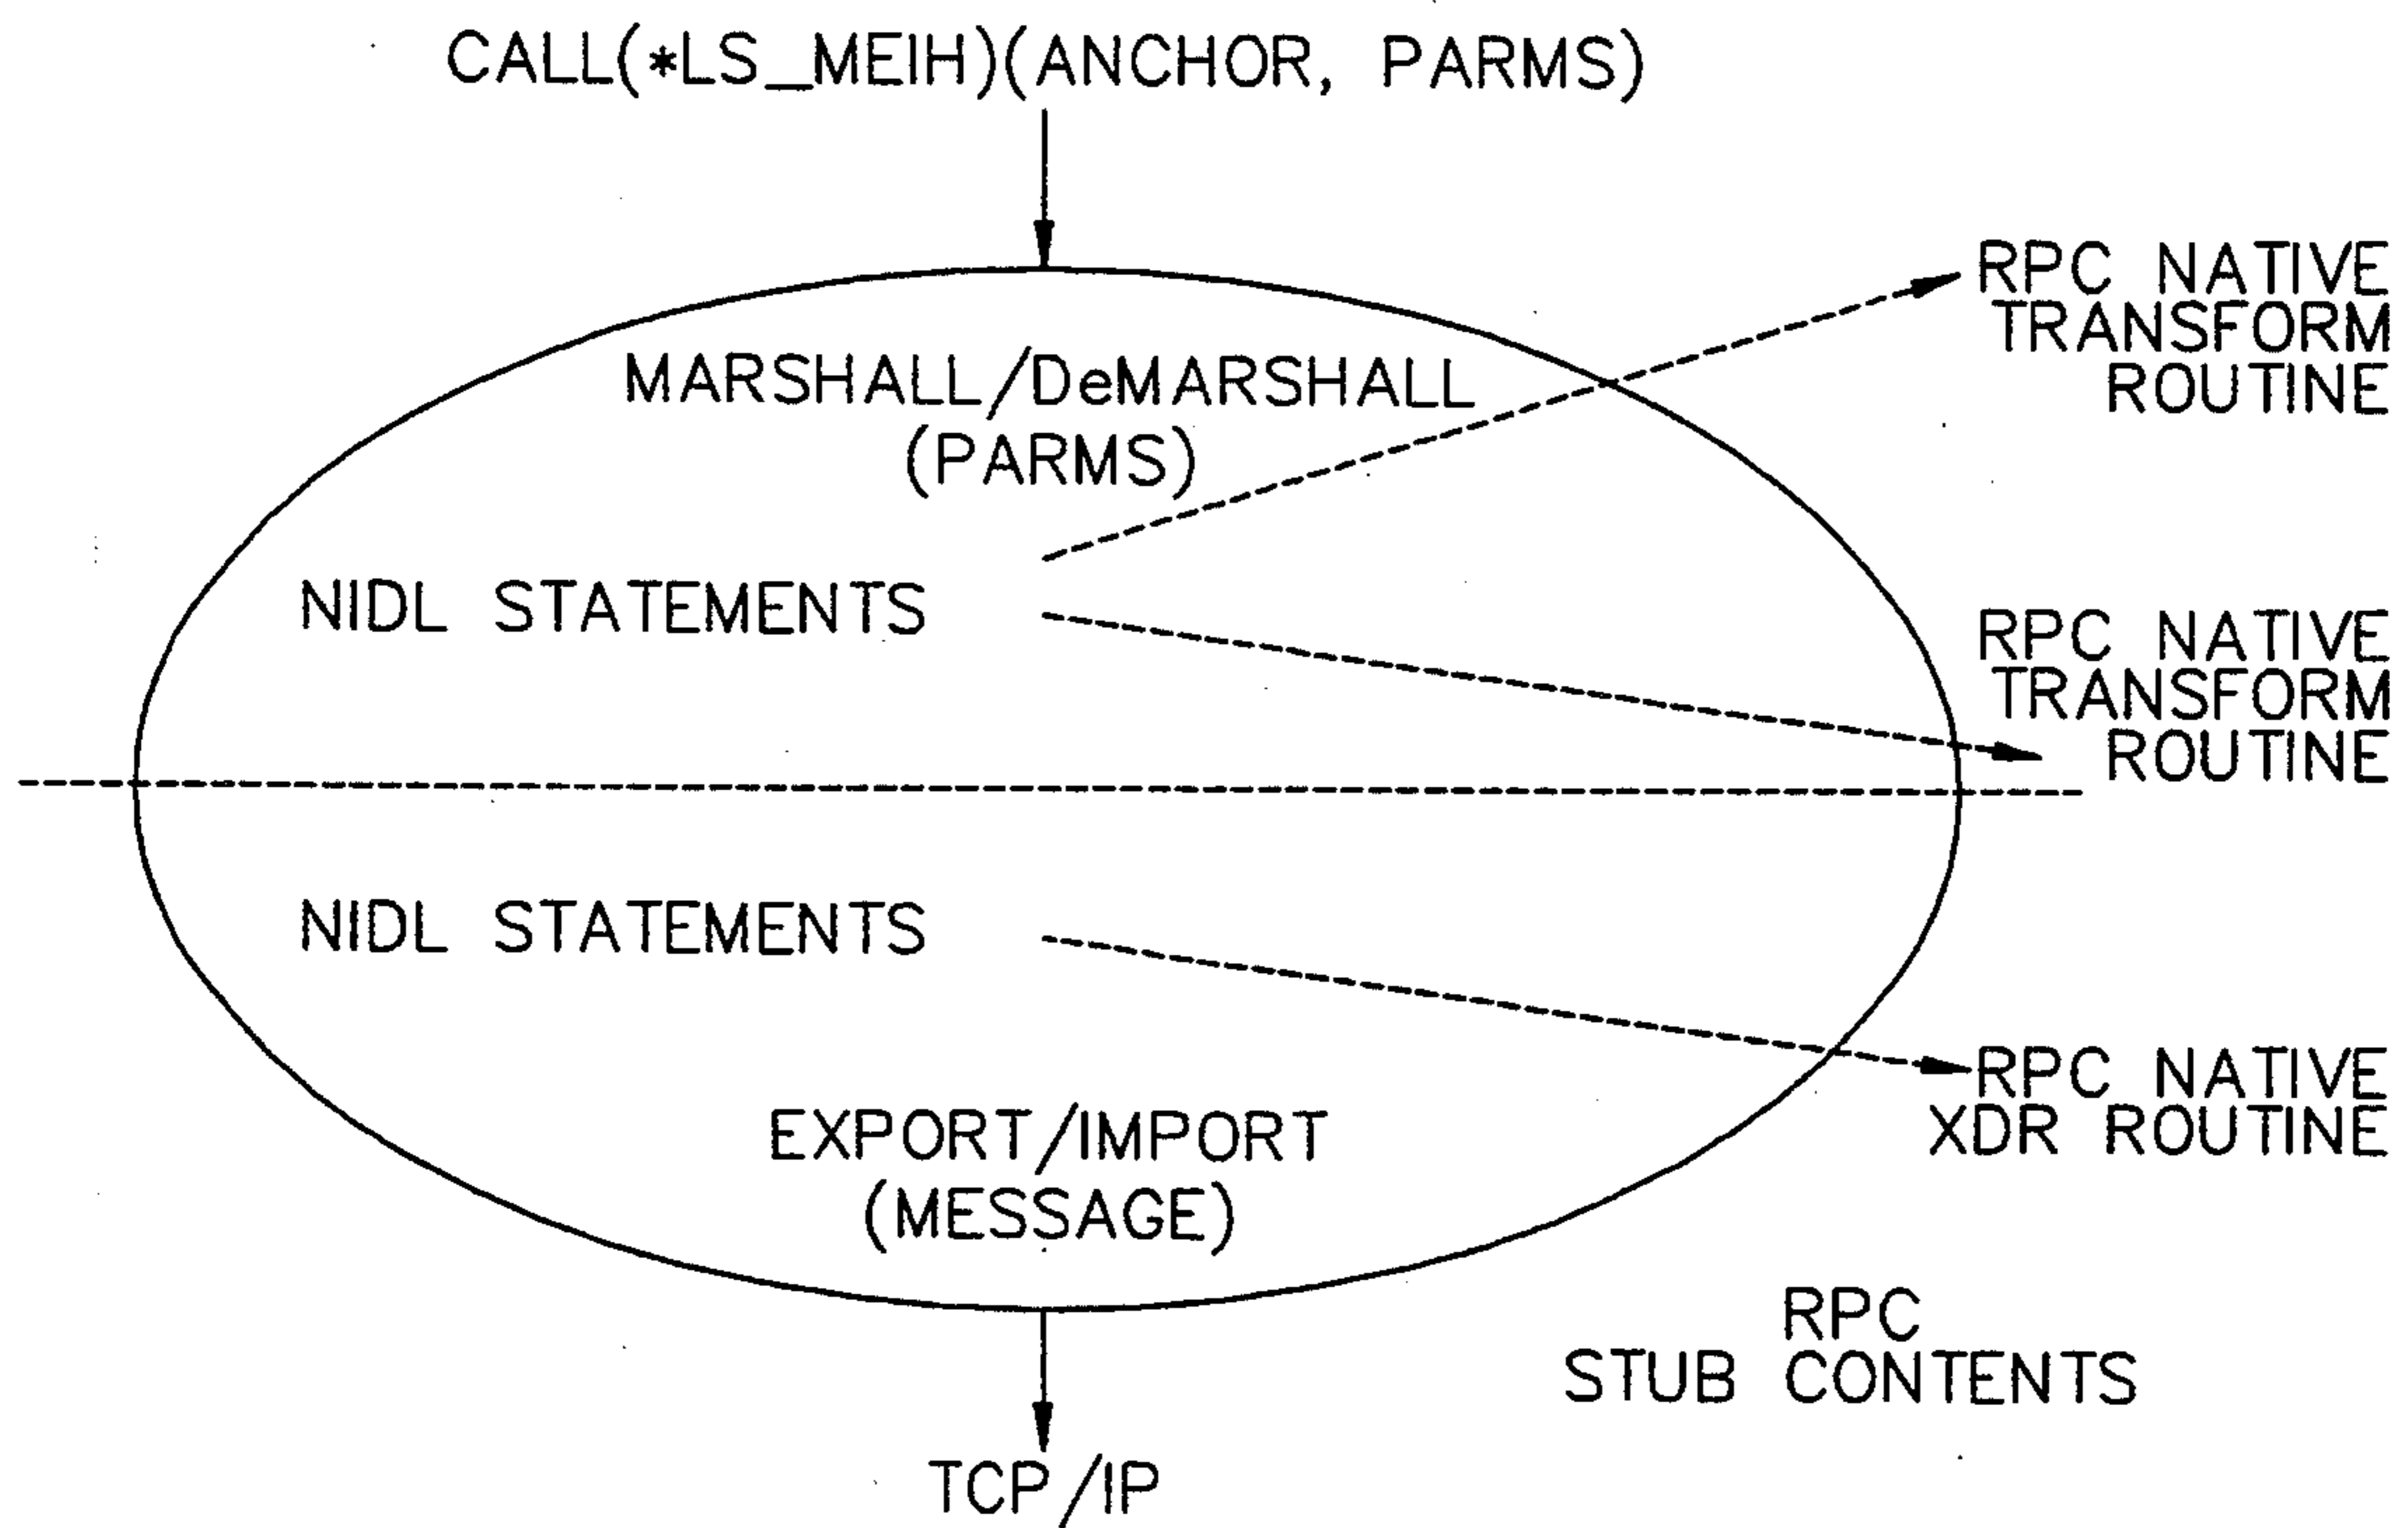 CALL(*LS_MEIH)(ANCHOR, PARMS)
RPC NATIVE
TRANSFORM
ROUTINE
MARSHALL/DeMARSHALL
(PARMS)
NIDL STATEMENTS
RPC NATIVE
TRANSFORM
ROUTINE
NIDL STATEMENTS
RPC NATIVE
XDR ROUTINE
EXPORT/IMPORT
(MESSAGE)
RPC
STUB CONTENTS
TCP/IP